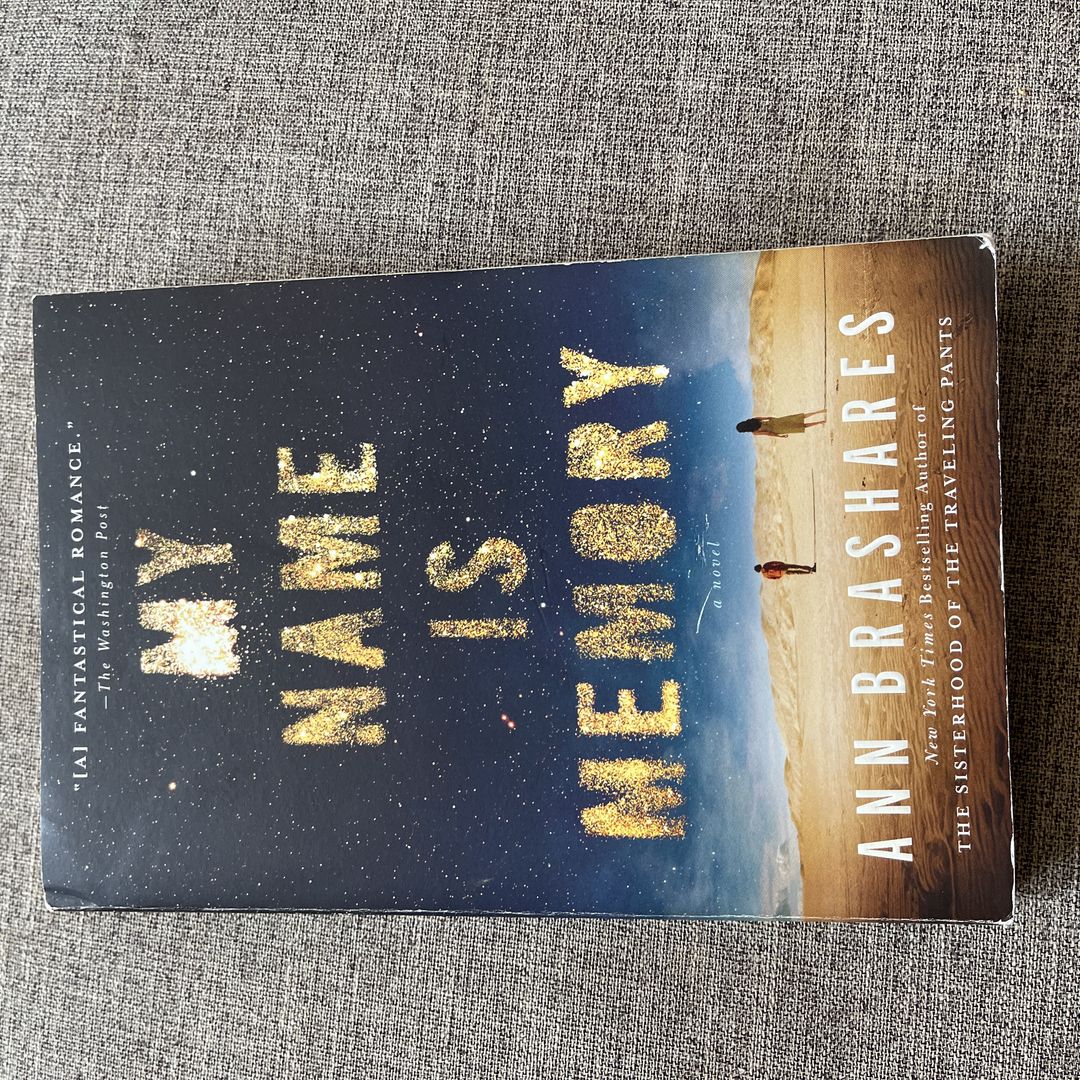 "[A] FANTASTICAL ROMANCE."
—The Washington Post
MY
NAME
IS
MEMORY
a novel
ANN BRASHARES
New York Times Bestselling Author of
THE SISTERHOOD OF THE TRAVELING PANTS